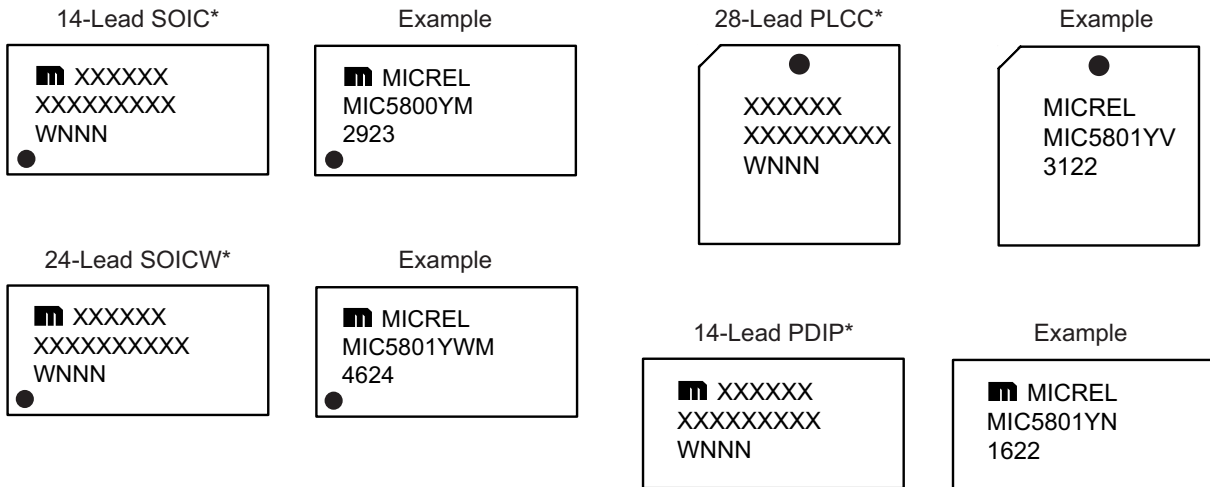 14-Lead SOIC*
Example
XXXXXX
XXXXXXXXX
WNNN
MICREL
MIC5800YM
2923
28-Lead PLCC*
Example
XXXXXX
XXXXXXXXX
WNNN
MICREL
MIC5801YV
3122
24-Lead SOICW*
Example
XXXXXX
XXXXXXXXXX
WNNN
MICREL
MIC5801YWM
4624
14-Lead PDIP*
Example
XXXXXX
XXXXXXXXX
WNNN
MICREL
MIC5801YN
1622